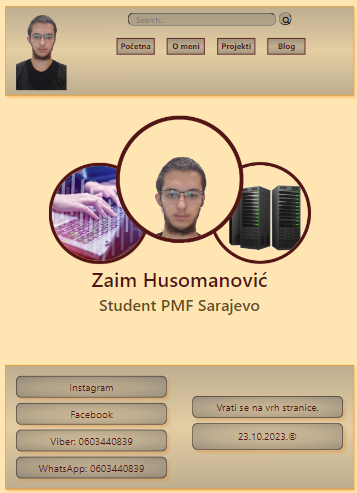 Search...
Početna O meni Projekti Blog
Zaim Husomanović
Student PMF Sarajevo
Instagram
Facebook
Viber: 0603440839
WhatsApp: 0603440839
Vrati se na vrh stranice.
23.10.2023.©